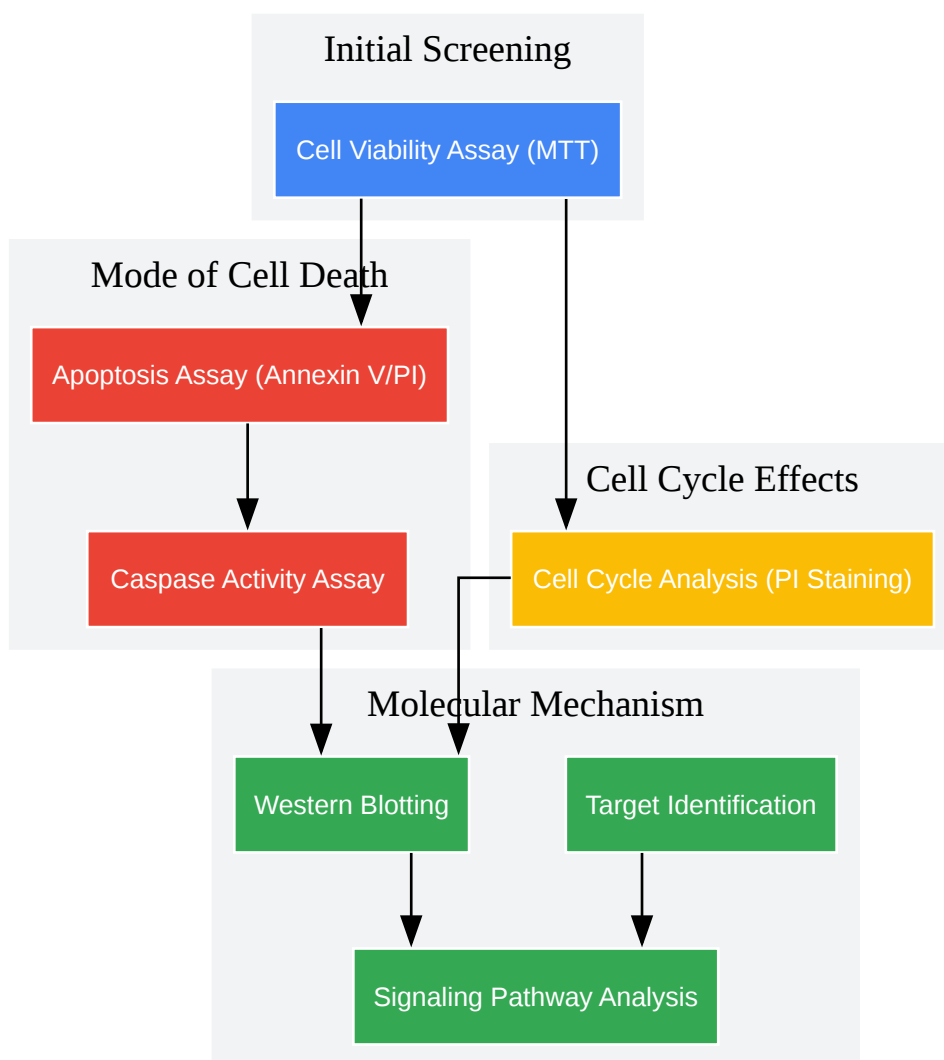 Initial Screening
Cell Viability Assay (MTT)
Mode of Cell Death
Apoptosis Assay (Annexin V/PI)
Caspase Activity Assay
Cell Cycle Effects
Cell Cycle Analysis (PI Staining)
Molecular Mechanism
Western Blotting
Target Identification
Signaling Pathway Analysis